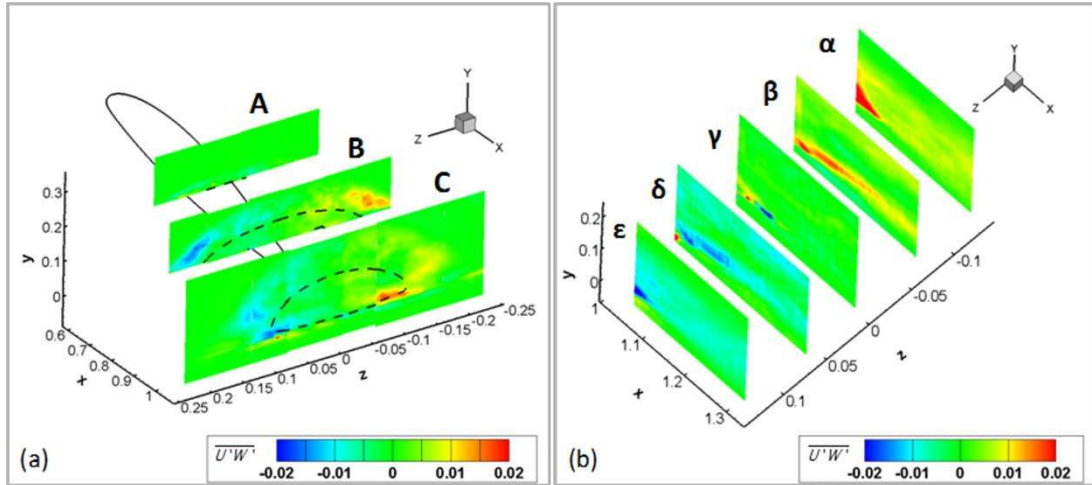 A
B
C
Y
Z
X
0.3
0.2
0.1
0
y
0.6
0.7
0.8
0.9
1
x
0.25
0.2
0.15
0.1
0.05
0
-0.05
-0.1
-0.15
-0.2
-0.25
z
(a)
U'W'
-0.02 -0.01 0 0.01 0.02
α
β
γ
δ
ε
Y
Z
X
0.2
0.1
0
y
1
1.1
1.2
1.3
x
0.1
0.05
0
-0.05
-0.1
z
(b)
U'W'
-0.02 -0.01 0 0.01 0.02